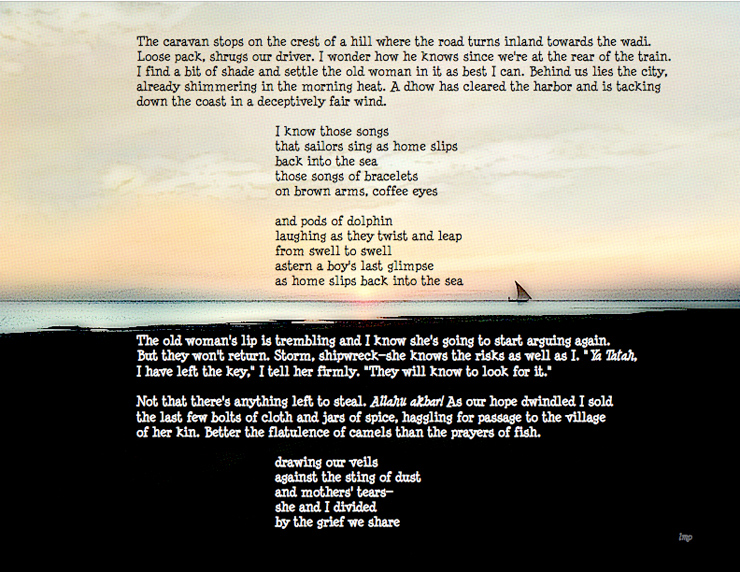 The caravan stops on the crest of a hill where the road turns inland towards the wadi.
Loose pack, shrugs our driver. I wonder how he knows since we're at the rear of the train.
I find a bit of shade and settle the old woman in it as best I can. Behind us lies the city,
already shimmering in the morning heat. A dhow has cleared the harbor and is tacking
down the coast in a deceptively fair wind.
I know those songs
that sailors sing as home slips
back into the sea
those songs of bracelets
on brown arms, coffee eyes
and pods of dolphin
laughing as they twist and leap
from swell to swell
astern a boy's last glimpse
as home slips back into the sea
The old woman's lip is trembling and I know she's going to start arguing again.
But they won't return. Storm, shipwreck—she knows the risks as well as I. "Ya Tatah,
I have left the key," I tell her firmly. "They will know to look for it."
Not that there's anything left to steal. Allahu akbar! As our hope dwindled I sold
the last few bolts of cloth and jars of spice, haggling for passage to the village
of her kin. Better the flatulence of camels than the prayers of fish.
drawing our veils
against the sting of dust
and mothers' tears—
she and I divided
by the grief we share